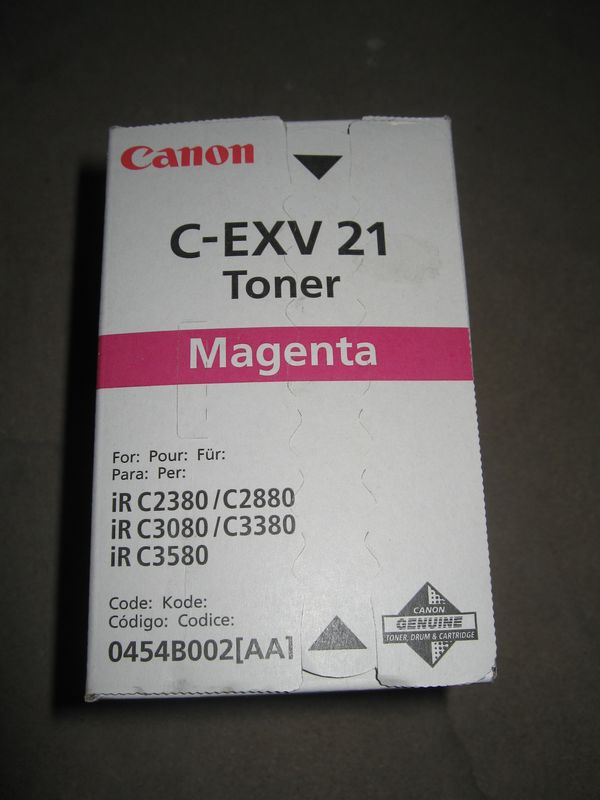 Canon
C-EXV 21
Toner
Magenta
For: Pour: Für:
Para: Per:
iR C2380/C2880
iR C3080/C3380
iR C3580
Code: Kode:
Código: Codice:
0454B002[AA]
CANON
GENUINE
TONER, DRUM & CARTRIDGE